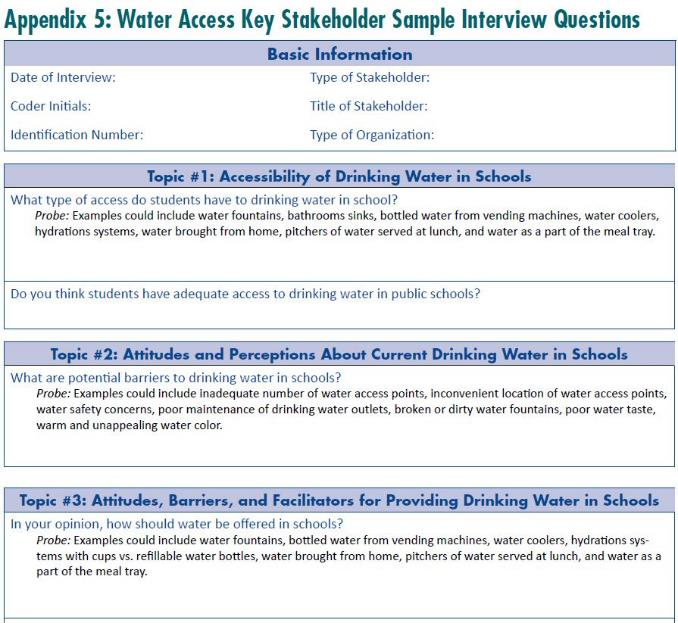 Appendix 5: Water Access Key Stakeholder Sample Interview Questions
Basic Information
Date of Interview:
Type of Stakeholder:
Coder Initials:
Title of Stakeholder:
Identification Number:
Type of Organization:
Topic #1: Accessibility of Drinking Water in Schools
What type of access do students have to drinking water in school?
Probe: Examples could include water fountains, bathrooms sinks, bottled water from vending machines, water coolers,
hydrations systems, water brought from home, pitchers of water served at lunch, and water as a part of the meal tray.
Do you think students have adequate access to drinking water in public schools?
Topic #2: Attitudes and Perceptions About Current Drinking Water in Schools
What are potential barriers to drinking water in schools?
Probe: Examples could include inadequate number of water access points, inconvenient location of water access points,
water safety concerns, poor maintenance of drinking water outlets, broken or dirty water fountains, poor water taste,
warm and unappealing water color.
Topic #3: Attitudes, Barriers, and Facilitators for Providing Drinking Water in Schools
In your opinion, how should water be offered in schools?
Probe: Examples could include water fountains, bottled water from vending machines, water coolers, hydrations sys-
tems with cups vs. refillable water bottles, water brought from home, pitchers of water served at lunch, and water as a
part of the meal tray.